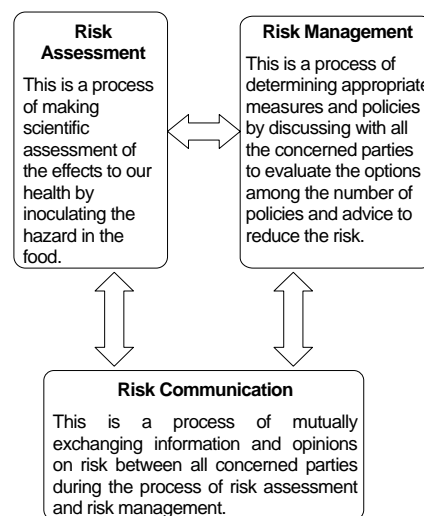 Risk
Assessment
This is a process
of making
scientific
assessment of
the effects to our
health by
inoculating the
hazard in the
food.
Risk Management
This is a process of
determining appropriate
measures and policies
by discussing with all
the concerned parties
to evaluate the options
among the number of
policies and advice to
reduce the risk.
Risk Communication
This is a process of mutually
exchanging information and opinions
on risk between all concerned parties
during the process of risk assessment
and risk management.